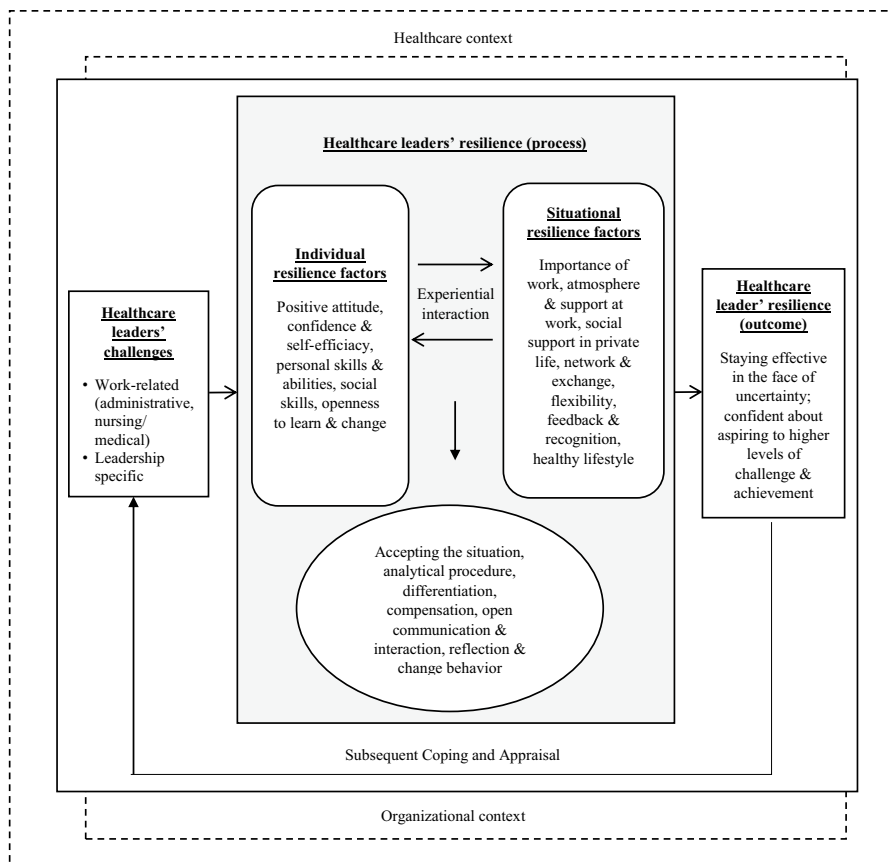 Healthcare context
Healthcare leaders' resilience (process)
Healthcare
leaders'
challenges
• Work-related
(administrative,
nursing/
medical)
• Leadership
specific
Individual
resilience factors
Positive attitude,
confidence &
self-efficiacy,
personal skills &
abilities, social
skills, openness
to learn & change
Experiential
interaction
Situational
resilience factors
Importance of
work, atmosphere
& support at
work, social
support in private
life, network &
exchange,
flexibility,
feedback &
recognition,
healthy lifestyle
Accepting the situation,
analytical procedure,
differentiation,
compensation, open
communication &
interaction, reflection &
change behavior
Healthcare
leader' resilience
(outcome)
Staying effective
in the face of
uncertainty;
confident about
aspiring to higher
levels of
challenge &
achievement
Subsequent Coping and Appraisal
Organizational context